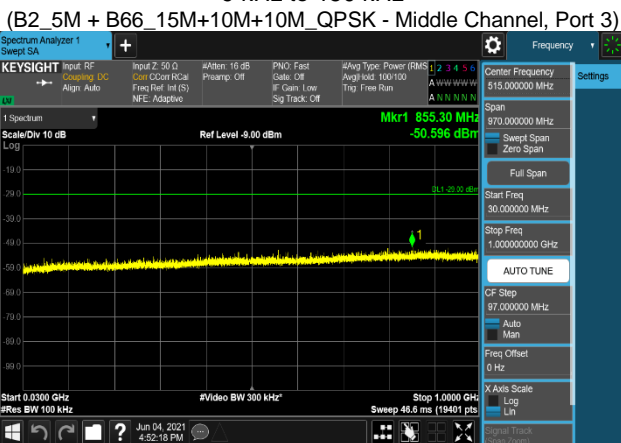 (B2_5M + B66_15M+10M+10M_QPSK - Middle Channel, Port 3)
Spectrum Analyzer 1
Swept SA
+
Frequency
KEYSIGHT
Input: RF
Coupling: DC
Align: Auto
Input Z: 50 Ω
Corr CCorr RCal
Freq Ref: Int (S)
NFE: Adaptive
#Atten: 16 dB
Preamp: Off
PNO: Fast
Gate: Off
IF Gain: Low
Sig Track: Off
#Avg Type: Power (RMS
Avg|Hold: 100/100
Trig: Free Run
1 2 3 4 5 6
A W W W W W
A N N N N N
LXI
1 Spectrum
Mkr1 855.30 MHz
Scale/Div 10 dB
Ref Level -9.00 dBm
-50.596 dBm
Log
-19.0
-29.0
DL1 -29.00 dBm
-39.0
-49.0
1
-59.0
-69.0
-79.0
-89.0
-99.0
Start 0.0300 GHz
#Video BW 300 kHz*
Stop 1.0000 GHz
#Res BW 100 kHz
Sweep 46.6 ms (19401 pts)
Center Frequency
515.000000 MHz
Settings
Span
970.000000 MHz
Swept Span
Zero Span
Full Span
Start Freq
30.000000 MHz
Stop Freq
1.000000000 GHz
AUTO TUNE
CF Step
97.000000 MHz
Auto
Man
Freq Offset
0 Hz
X Axis Scale
Log
Lin
Signal Track
(Span Zoom)
?
Jun 04, 2021
4:52:18 PM